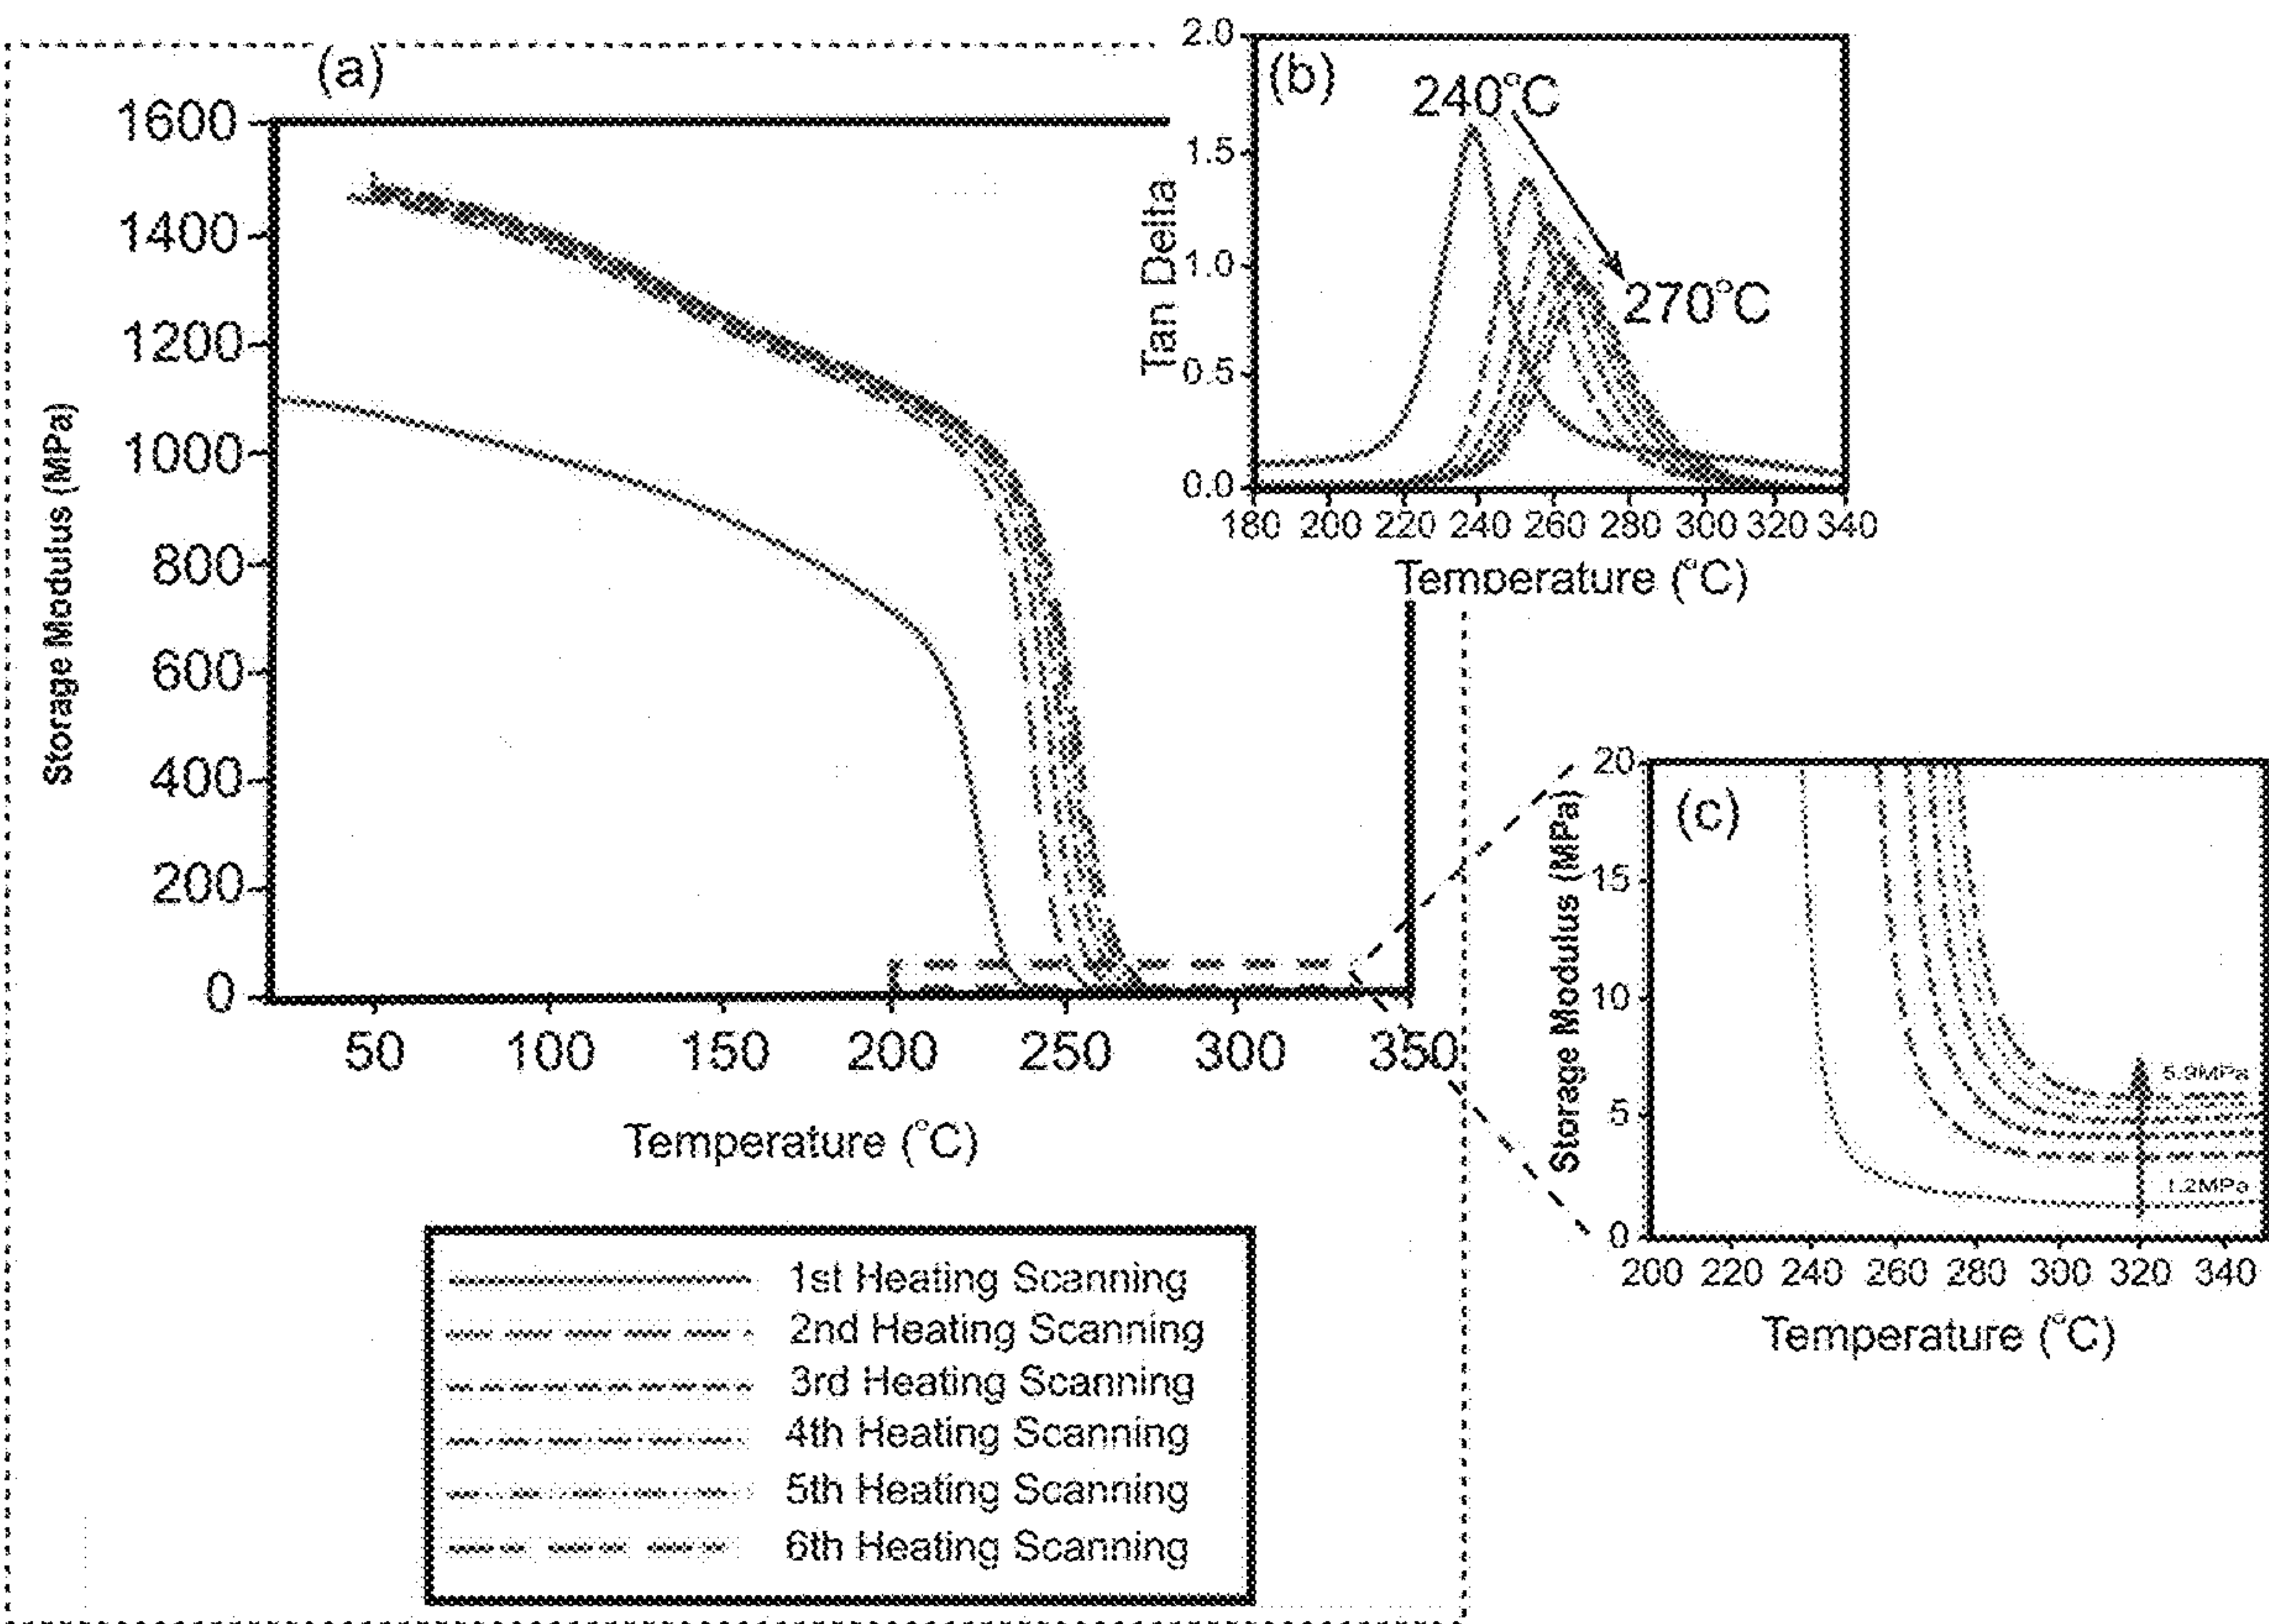 (a)
1600
1400
1200
1000
800
600
400
200
0
Storage Modulus (MPa)
50 100 150 200 250 300 350
Temperature (°C)
(b)
240°C
270°C
2.0
1.5
1.0
0.5
0.0
Tan Delta
180 200 220 240 260 280 300 320 340
Temperature (°C)
(c)
20
15
10
5
0
Storage Modulus (MPa)
5.9MPa
1.2MPa
200 220 240 260 280 300 320 340
Temperature (°C)
1st Heating Scanning
2nd Heating Scanning
3rd Heating Scanning
4th Heating Scanning
5th Heating Scanning
6th Heating Scanning